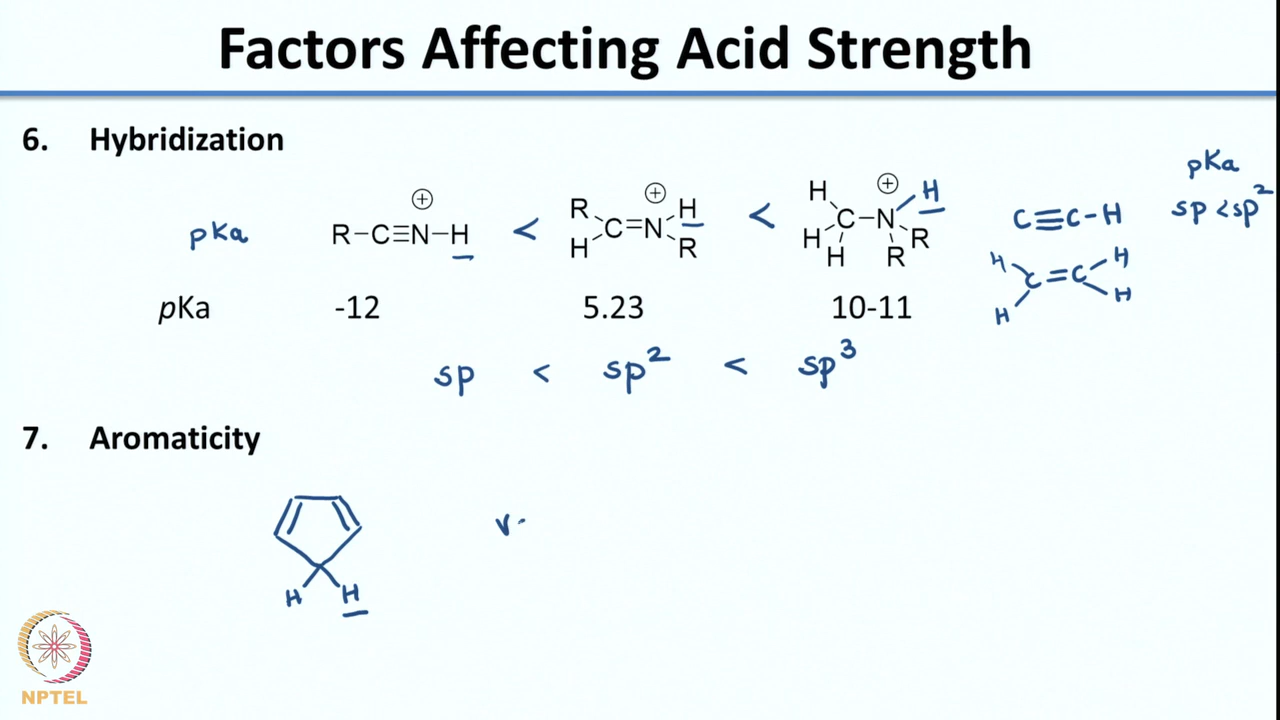 Factors Affecting Acid Strength
6. Hybridization
pKa R–C≡N–H ⊕ < R H C=N H R ⊕ < H H H C–N H R R ⊕
C≡C-H
H H C=C H H
pKa
sp < sp²
pKa -12 5.23 10-11
sp < sp² < sp³
7. Aromaticity
H H
NPTEL